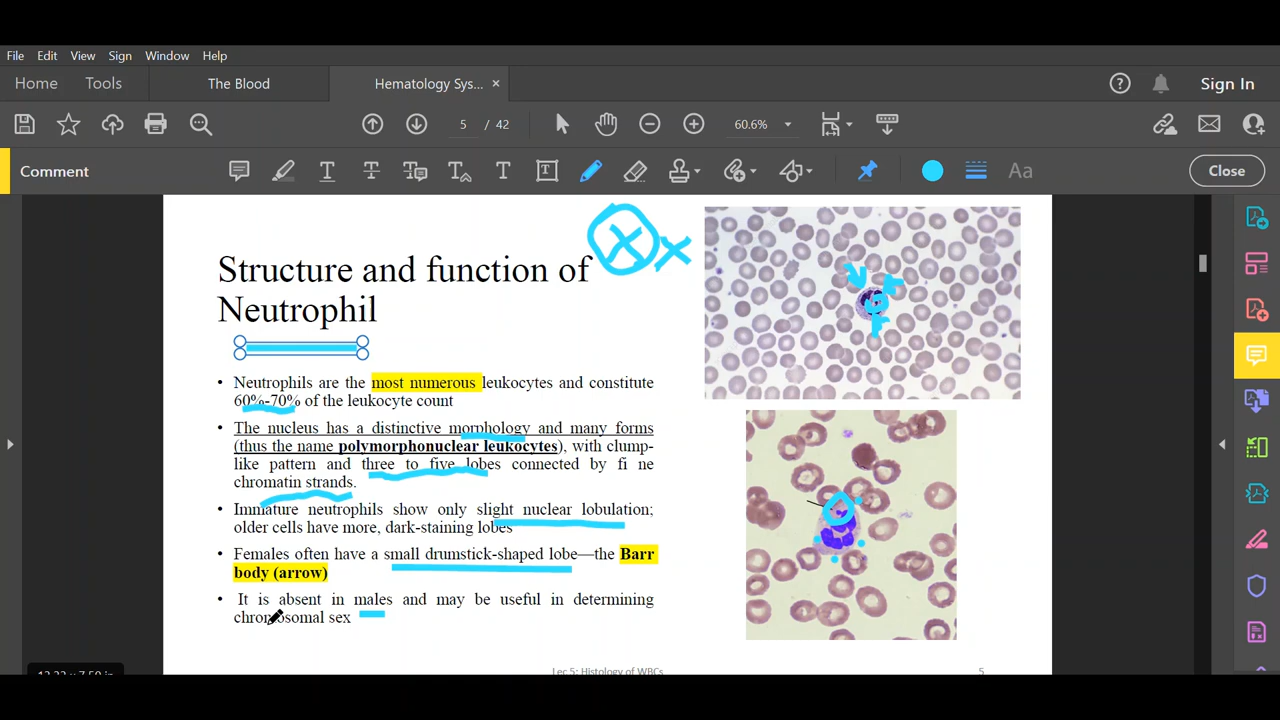 File Edit View Sign Window Help
Home Tools The Blood Hematology Sys... × Sign In
5 / 42 60.6%
Comment Close
Structure and function of
Neutrophil
• Neutrophils are the most numerous leukocytes and constitute
60%-70% of the leukocyte count
• The nucleus has a distinctive morphology and many forms
(thus the name polymorphonuclear leukocytes), with clump-
like pattern and three to five lobes connected by fi ne
chromatin strands.
• Immature neutrophils show only slight nuclear lobulation;
older cells have more, dark-staining lobes
• Females often have a small drumstick-shaped lobe—the Barr
body (arrow)
• It is absent in males and may be useful in determining
chromosomal sex
Lec 5: Histology of WBCs 5